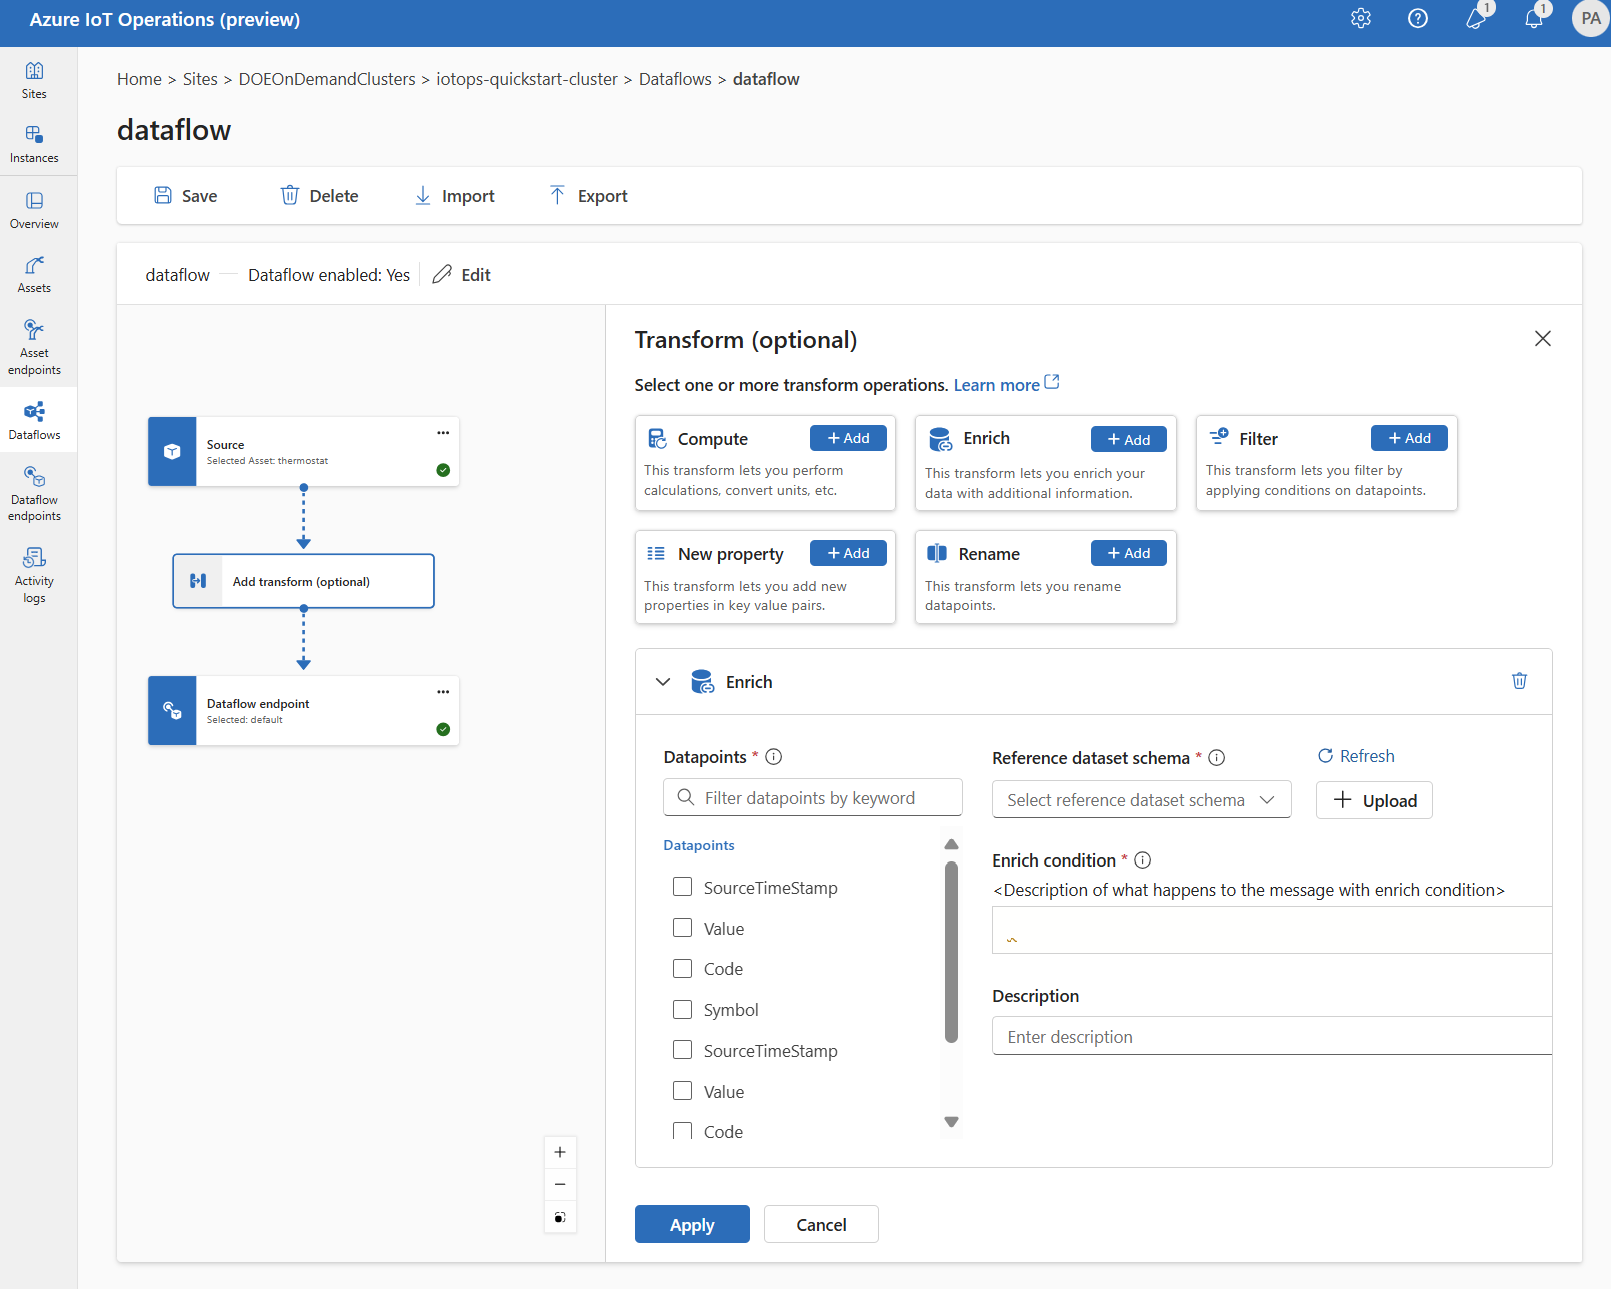 Azure IoT Operations (preview)
1
1
PA
Sites
Instances
Overview
Assets
Asset
endpoints
Dataflows
Dataflow
endpoints
Activity
logs
Home > Sites > DOEOnDemandClusters > iotops-quickstart-cluster > Dataflows > dataflow
dataflow
Save
Delete
Import
Export
dataflow
Dataflow enabled: Yes
Edit
Source
Selected Asset: thermostat
Add transform (optional)
Dataflow endpoint
Selected: default
Transform (optional)
Select one or more transform operations. Learn more
Compute
+ Add
This transform lets you perform
calculations, convert units, etc.
Enrich
+ Add
This transform lets you enrich your
data with additional information.
Filter
+ Add
This transform lets you filter by
applying conditions on datapoints.
New property
+ Add
This transform lets you add new
properties in key value pairs.
Rename
+ Add
This transform lets you rename
datapoints.
Enrich
Datapoints *
Filter datapoints by keyword
Datapoints
SourceTimeStamp
Value
Code
Symbol
SourceTimeStamp
Value
Code
Reference dataset schema *
Refresh
Select reference dataset schema
+ Upload
Enrich condition *
<Description of what happens to the message with enrich condition>
Description
Enter description
Apply
Cancel